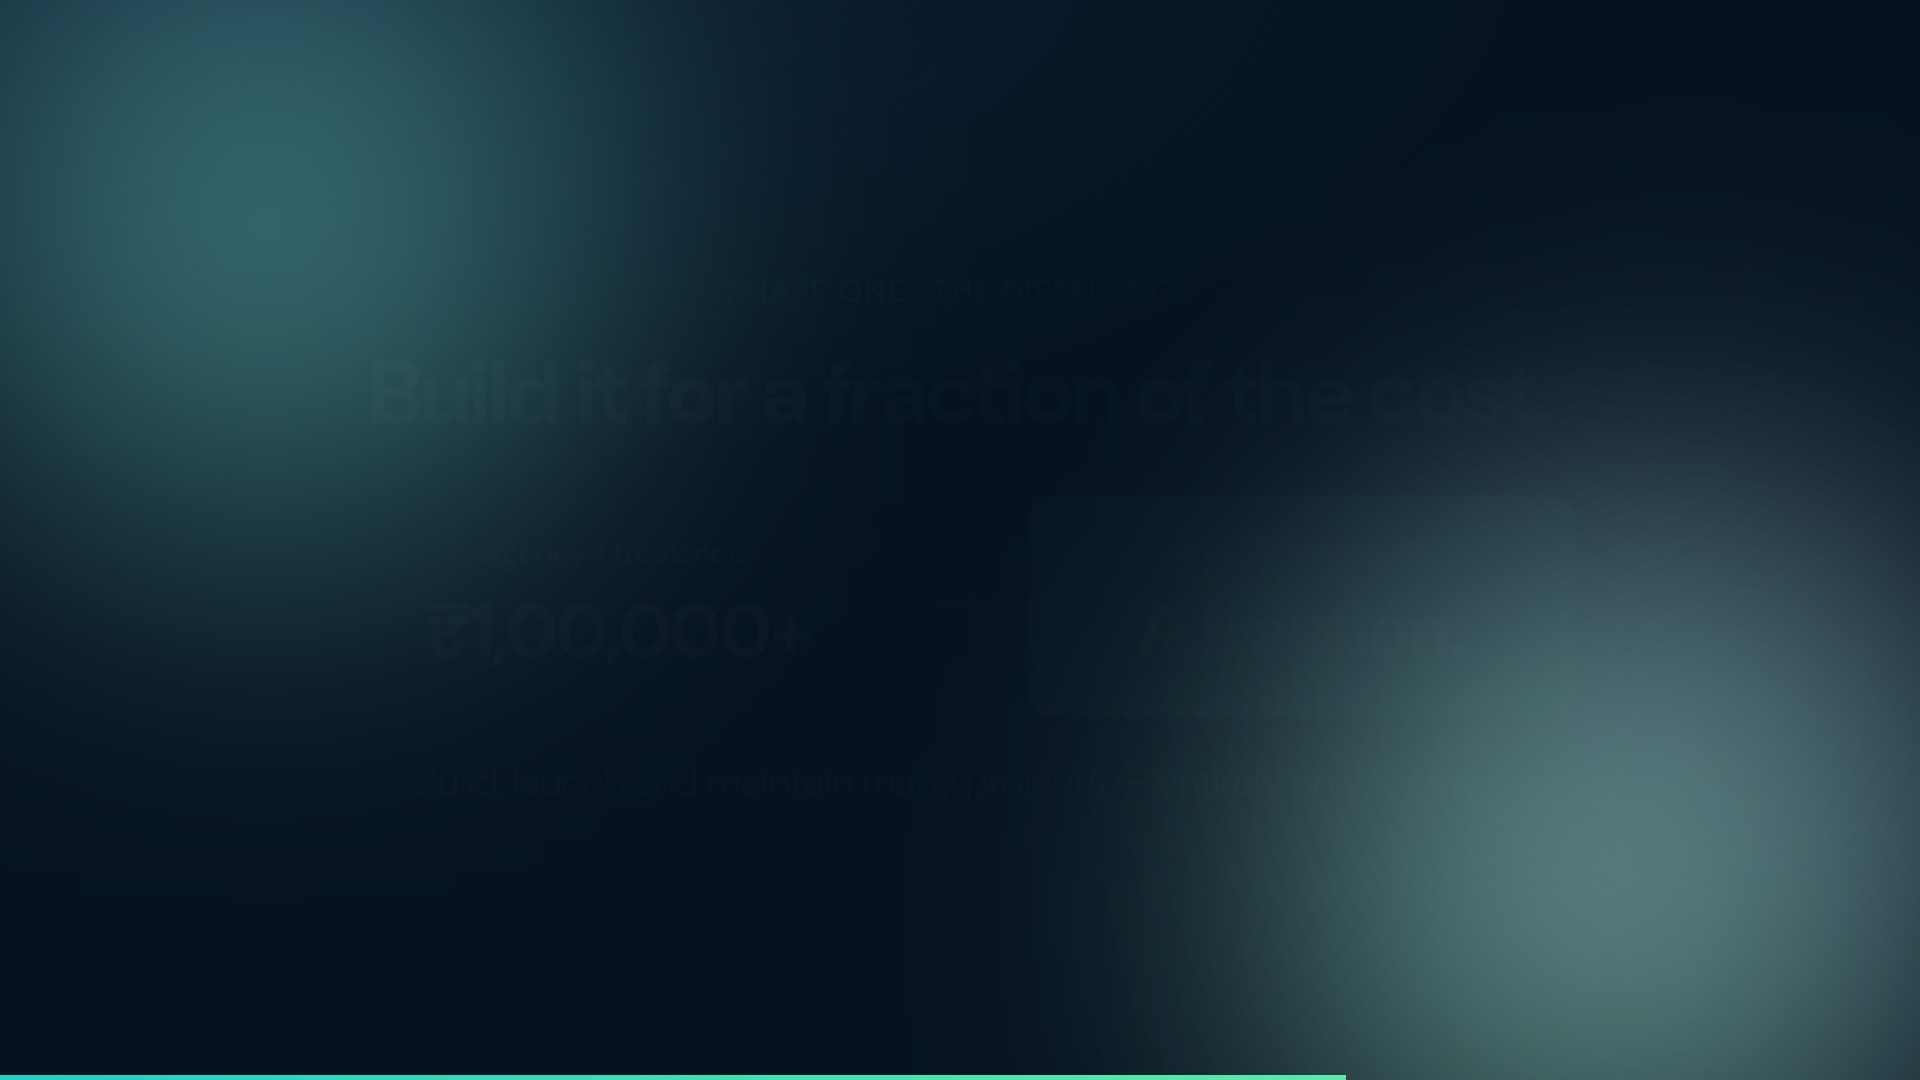 PHASE ONE · THE DIFFERENCE
Build it for a fraction of the cost.
Agency / freelancer
₹1,00,000+
A
Build, launch and maintain many projects — entirely